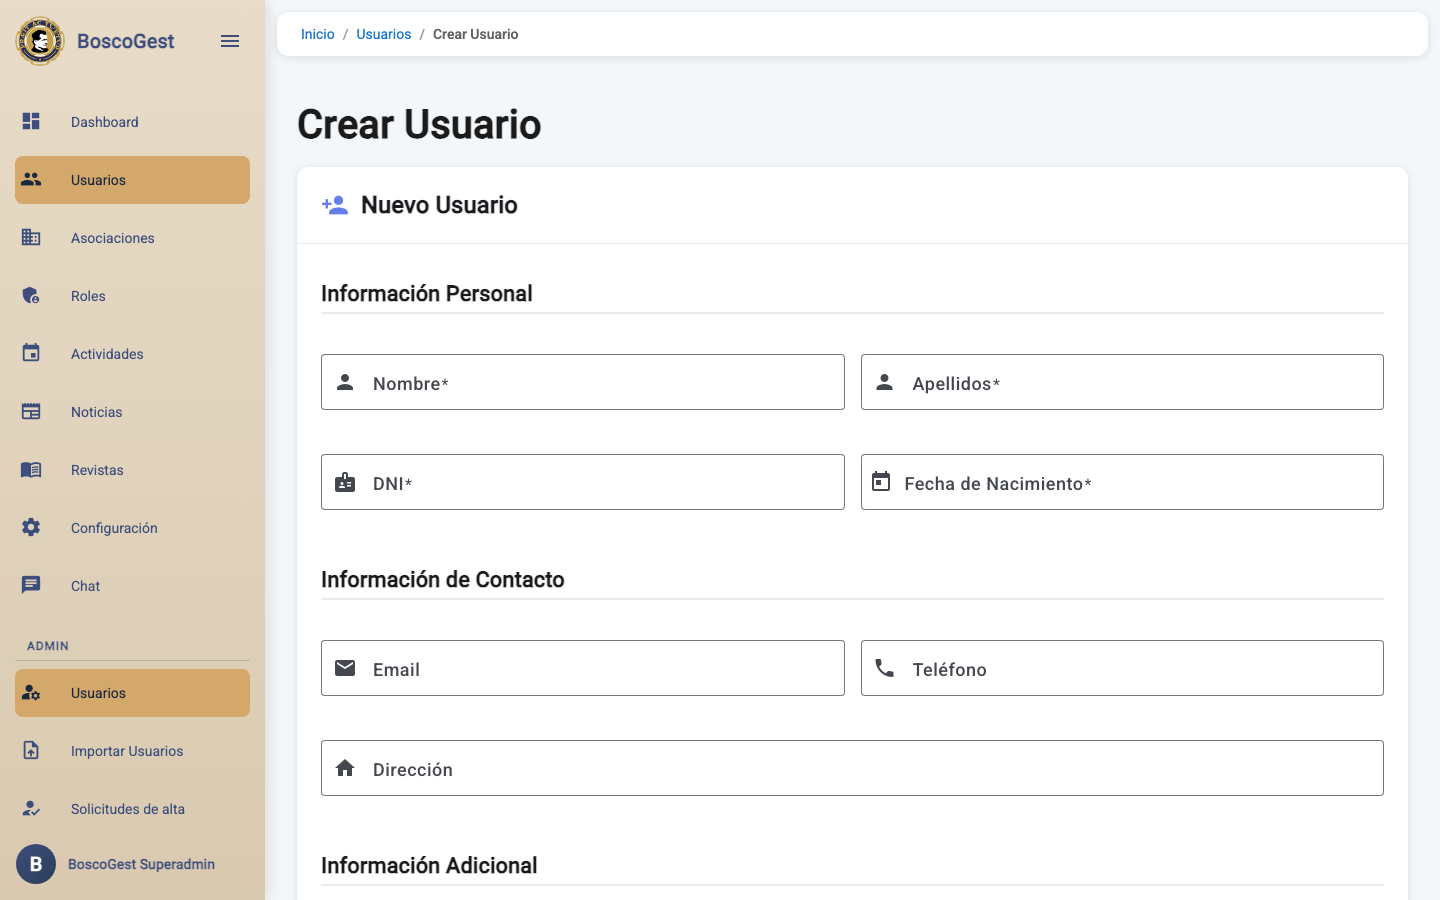 BoscoGest
Dashboard
Usuarios
Asociaciones
Roles
Actividades
Noticias
Revistas
Configuración
Chat
ADMIN
Usuarios
Importar Usuarios
Solicitudes de alta
B BoscoGest Superadmin
Inicio / Usuarios / Crear Usuario
Crear Usuario
Nuevo Usuario
Información Personal
Nombre* Apellidos*
DNI* Fecha de Nacimiento*
Información de Contacto
Email Teléfono
Dirección
Información Adicional